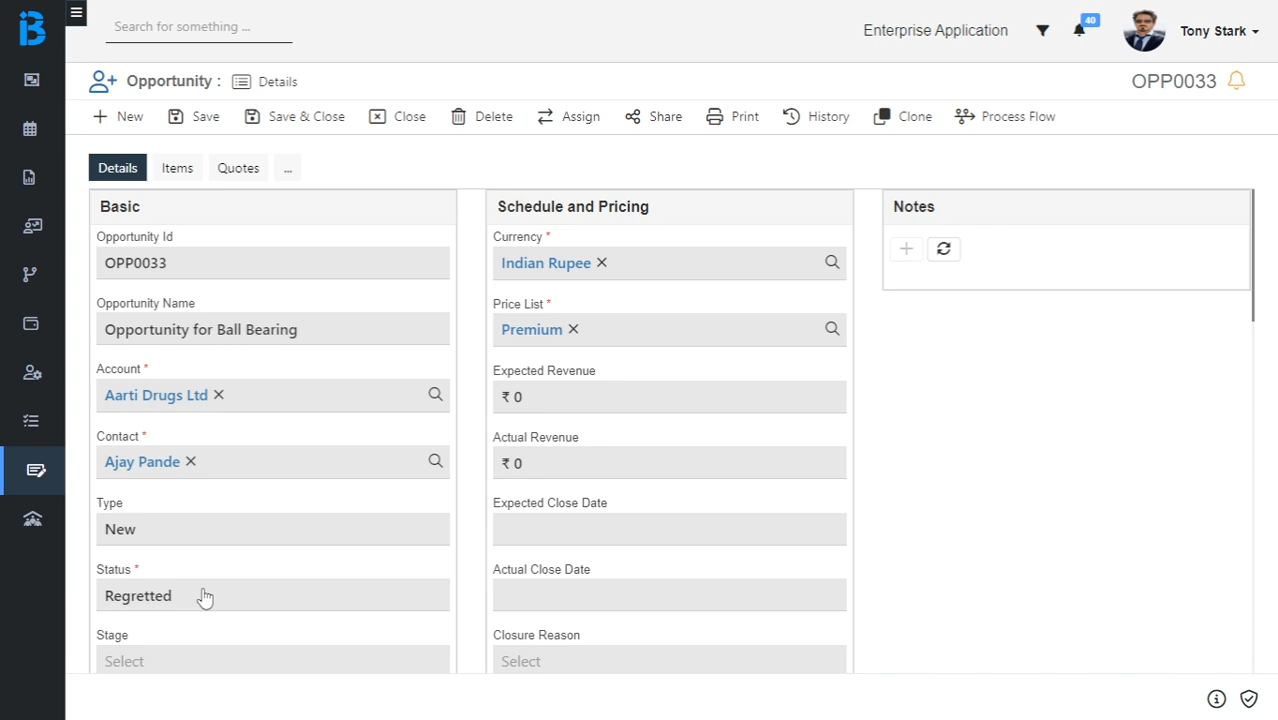 Search for something ...
Enterprise Application
40
Tony Stark
Opportunity :
Details
OPP0033
New
Save
Save & Close
Close
Delete
Assign
Share
Print
History
Clone
Process Flow
Details
Items
Quotes
...
Basic
Opportunity Id
OPP0033
Opportunity Name
Opportunity for Ball Bearing
Account *
Aarti Drugs Ltd
Contact *
Ajay Pande
Type
New
Status *
Regretted
Stage
Select
Schedule and Pricing
Currency *
Indian Rupee
Price List *
Premium
Expected Revenue
₹ 0
Actual Revenue
₹ 0
Expected Close Date
Actual Close Date
Closure Reason
Select
Notes